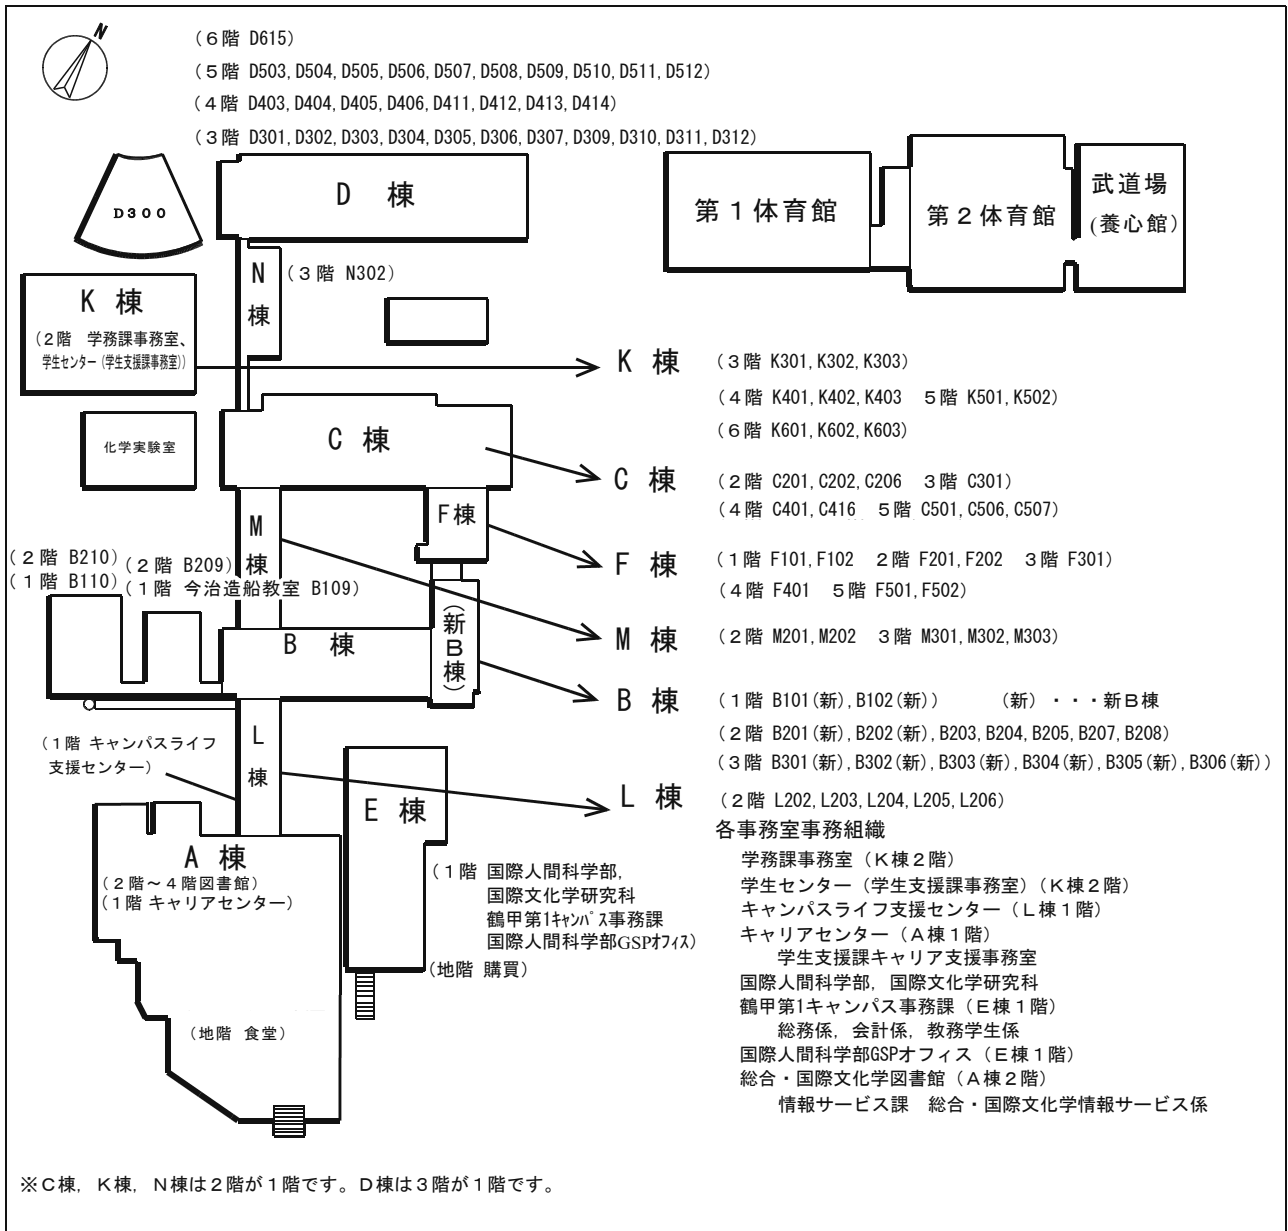 N
(6階 D615)
(5階 D503,D504,D505,D506,D507,D508,D509,D510,D511,D512)
(4階 D403,D404,D405,D406,D411,D412,D413,D414)
(3階 D301,D302,D303,D304,D305,D306,D307,D309,D310,D311,D312)
D300
D 棟
第1体育館
第2体育館
武道場
(養心館)
N
棟
(3階 N302)
K 棟
(2階 学務課事務室、
学生センター(学生支援課事務室))
K 棟
(3階 K301,K302,K303)
(4階 K401,K402,K403 5階 K501,K502)
(6階 K601,K602,K603)
化学実験室
C 棟
C 棟
(2階 C201,C202,C206 3階 C301)
(4階 C401,C416 5階 C501,C506,C507)
M
棟
F棟
F 棟
(1階 F101,F102 2階 F201,F202 3階 F301)
(4階 F401 5階 F501,F502)
(2階 B210)
(1階 B110)
(2階 B209)
(1階 今治造船教室 B109)
B 棟
(新B棟)
M 棟
(2階 M201,M202 3階 M301,M302,M303)
B 棟
(1階 B101(新),B102(新)) (新)・・・新B棟
(2階 B201(新),B202(新),B203,B204,B205,B207,B208)
(3階 B301(新),B302(新),B303(新),B304(新),B305(新),B306(新))
(1階 キャンパスライフ
支援センター)
L
棟
L 棟
(2階 L202,L203,L204,L205,L206)
E 棟
(1階 国際人間科学部,
国際文化学研究科
鶴甲第1キャンパス事務課
国際人間科学部GSPオフィス)
(地階 購買)
A 棟
(2階~4階図書館)
(1階 キャリアセンター)
(地階 食堂)
各事務室事務組織
学務課事務室(K棟2階)
学生センター(学生支援課事務室)(K棟2階)
キャンパスライフ支援センター(L棟1階)
キャリアセンター(A棟1階)
学生支援課キャリア支援事務室
国際人間科学部, 国際文化学研究科
鶴甲第1キャンパス事務課(E棟1階)
総務係, 会計係, 教務学生係
国際人間科学部GSPオフィス(E棟1階)
総合・国際文化学図書館(A棟2階)
情報サービス課 総合・国際文化学情報サービス係
※C棟, K棟, N棟は2階が1階です。D棟は3階が1階です。